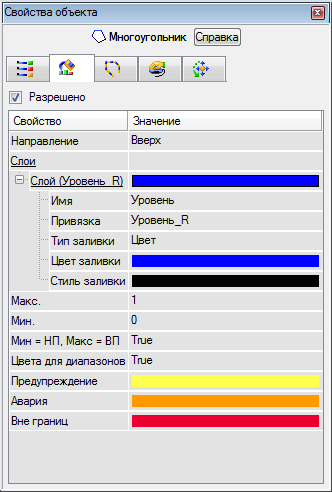 Свойства объекта
Многоугольник Справка
Разрешено
Свойство Значение
Направление Вверх
Слои
Слой (Уровень_R)
Имя Уровень
Привязка Уровень_R
Тип заливки Цвет
Цвет заливки
Стиль заливки
Макс. 1
Мин. 0
Мин = НП, Макс = ВП True
Цвета для диапазонов True
Предупреждение
Авария
Вне границ